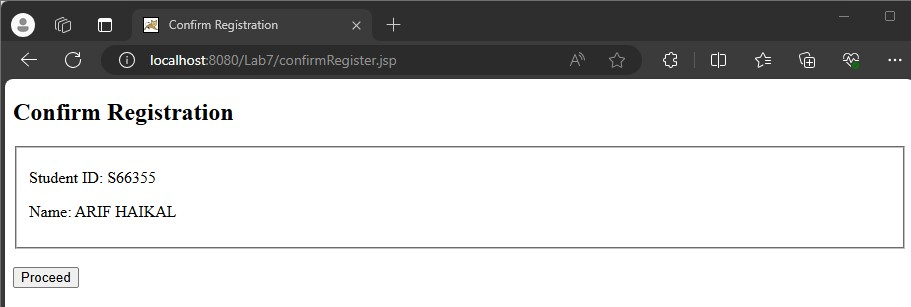 Confirm Registration
localhost:8080/Lab7/confirmRegister.jsp
Confirm Registration
Student ID: S66355
Name: ARIF HAIKAL
Proceed